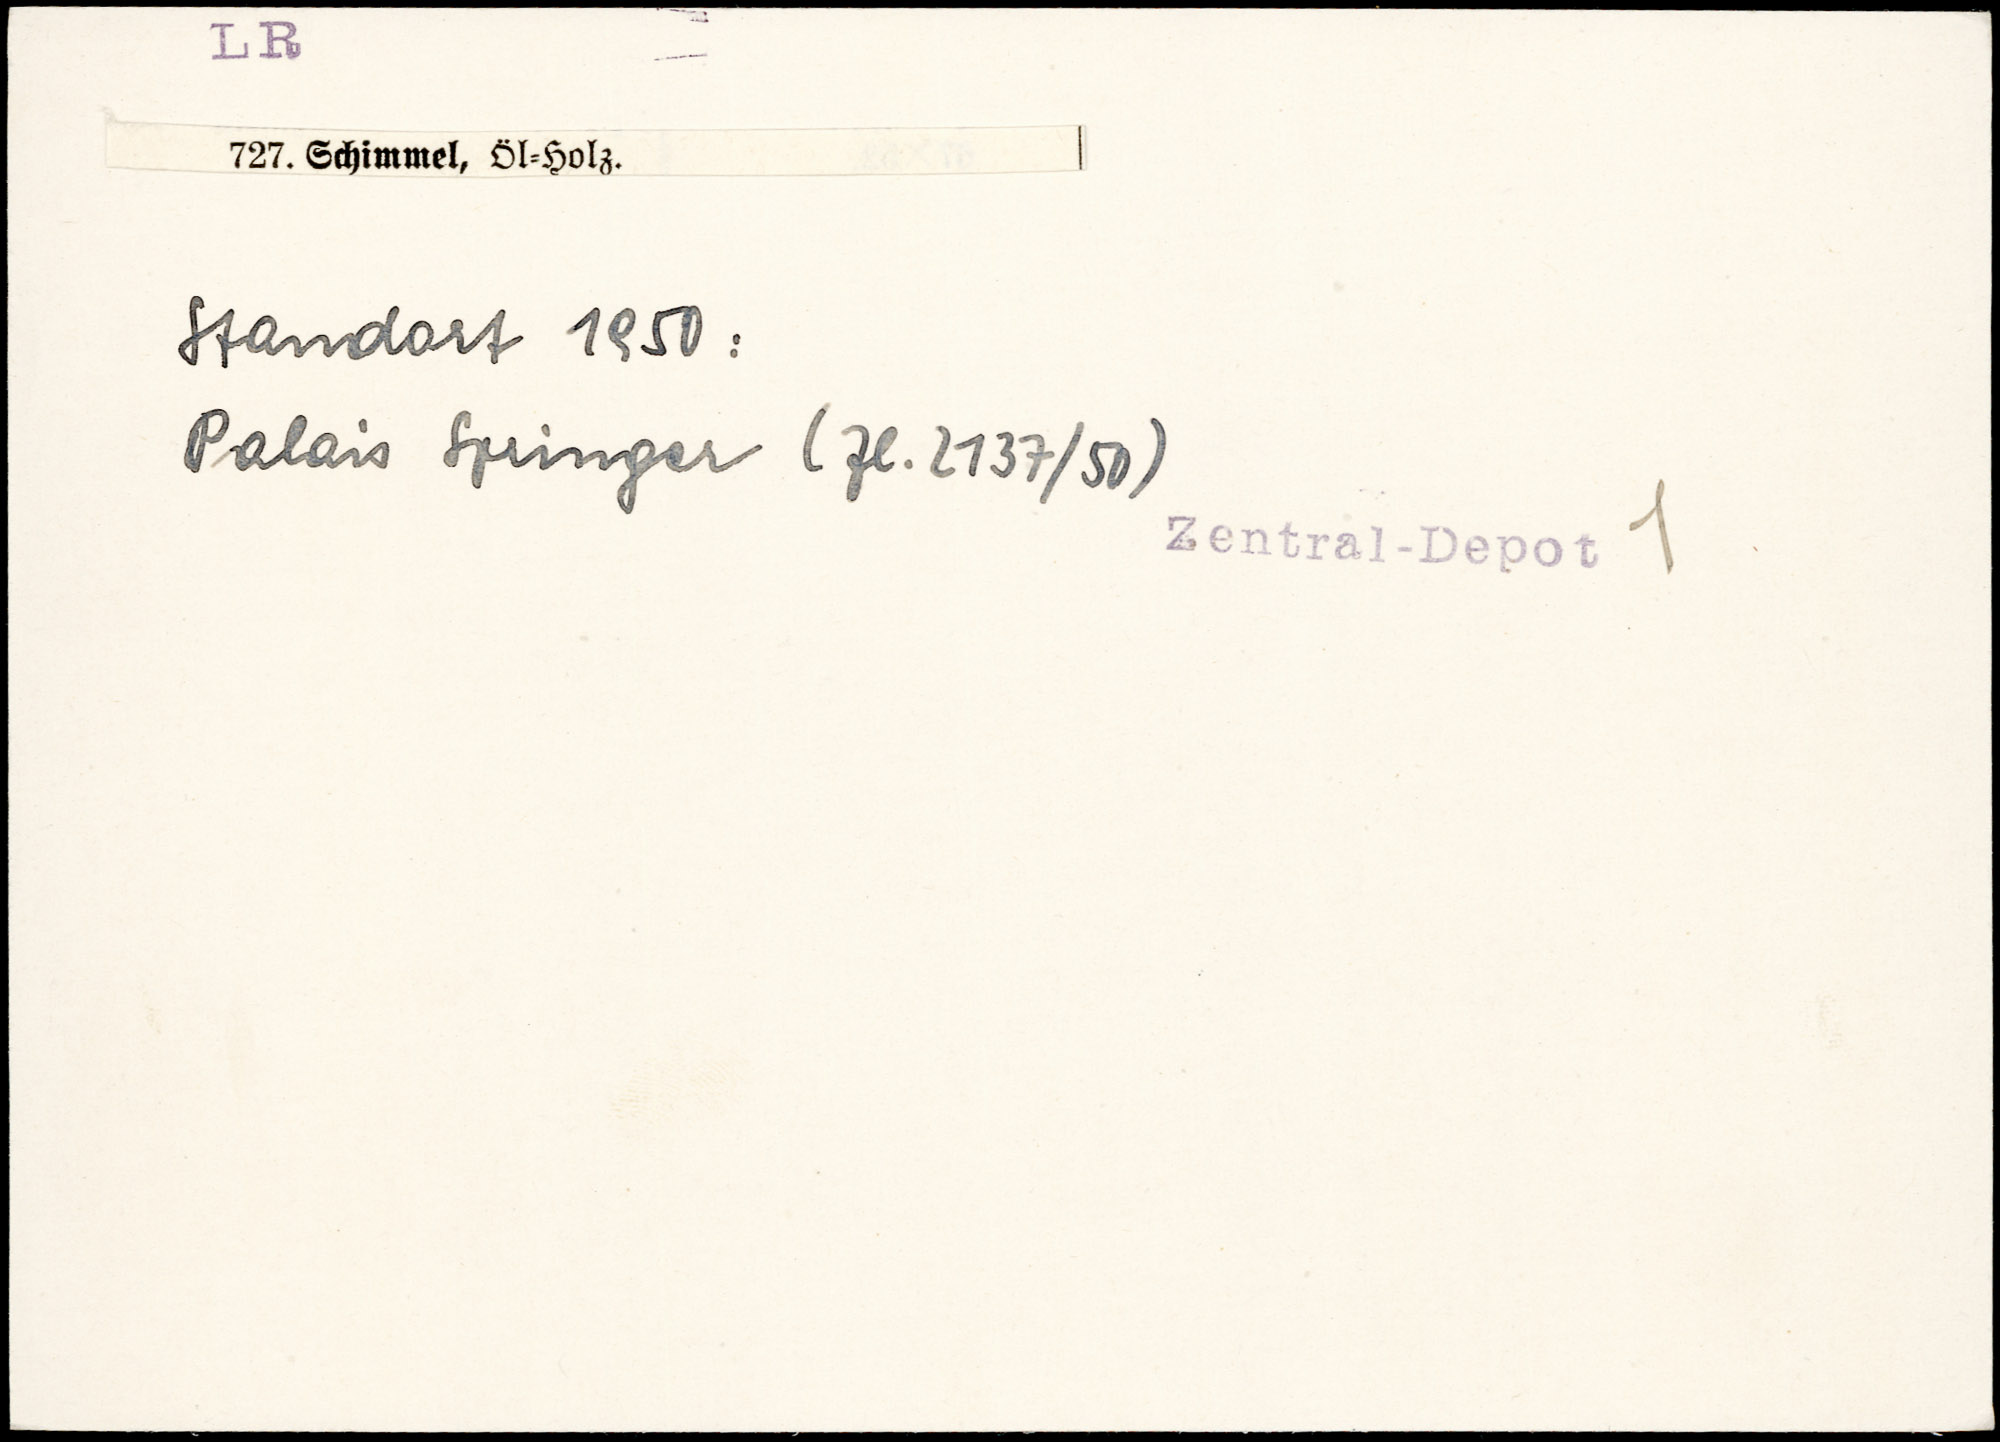 LR
727. Schimmel, Öl-Holz.
Standort 1950:
Palais Springer (Zl. 2137/50)
Zentral-Depot 1